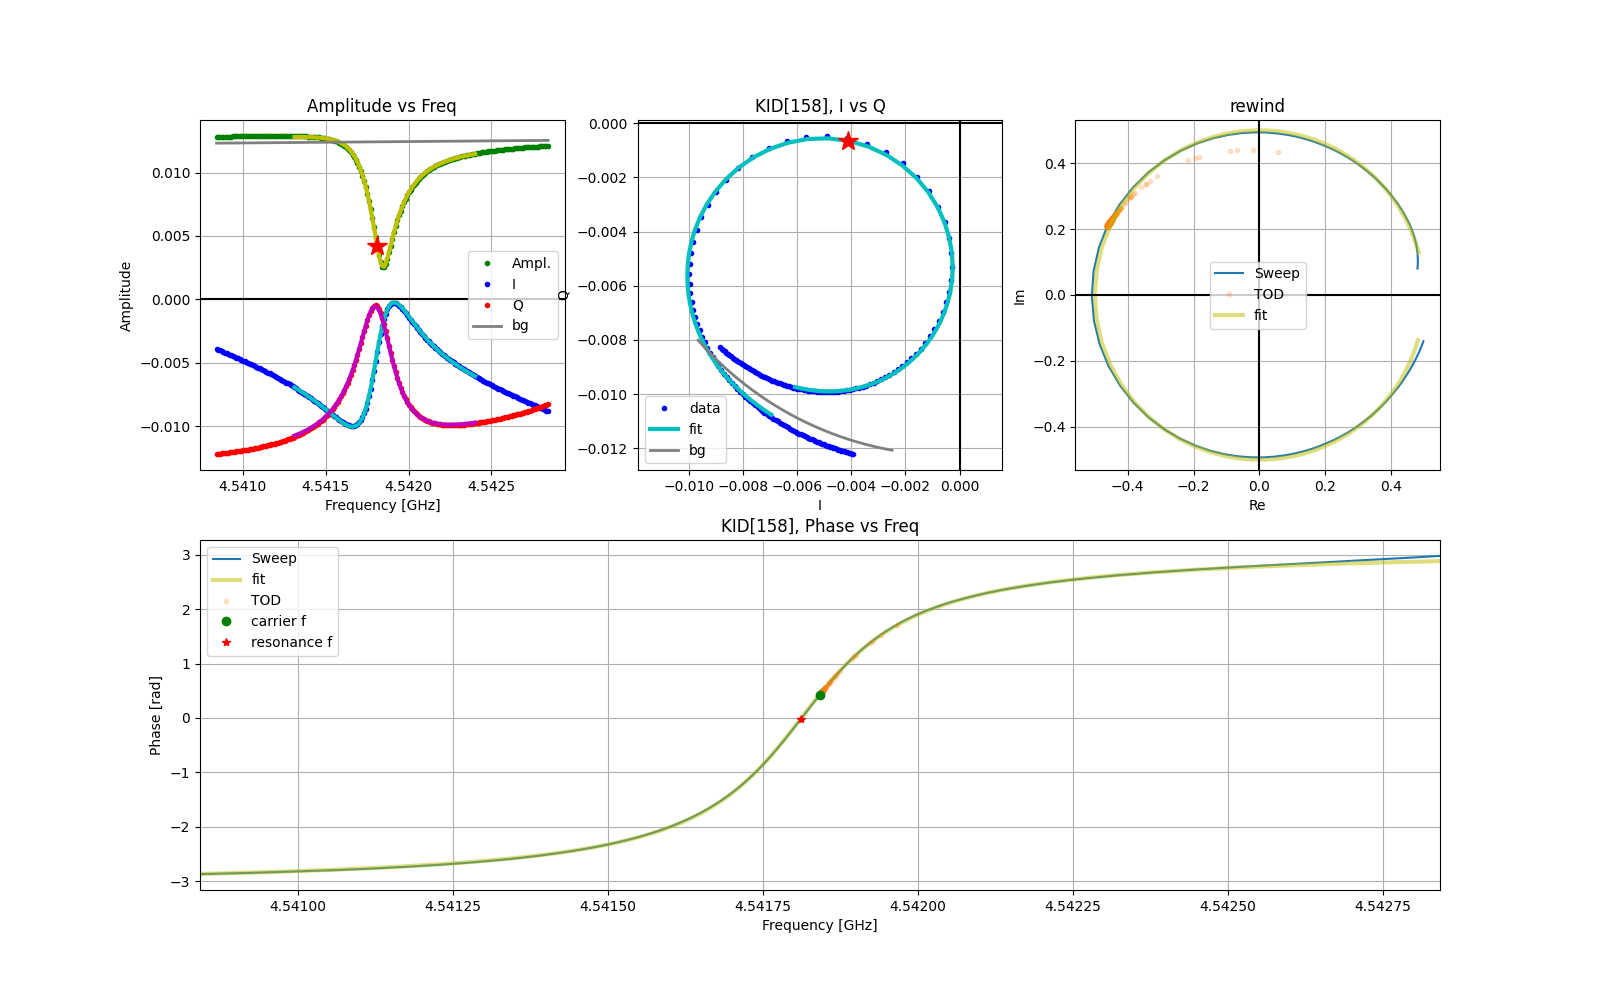 Amplitude vs Freq
KID[158], I vs Q
rewind
Amplitude
0.010
0.005
0.000
−0.005
−0.010
4.5410 4.5415 4.5420 4.5425
Frequency [GHz]
Ampl.
I
Q
bg
Q
0.000
−0.002
−0.004
−0.006
−0.008
−0.010
−0.012
−0.010 −0.008 −0.006 −0.004 −0.002 0.000
I
data
fit
bg
Im
0.4
0.2
0.0
−0.2
−0.4
−0.4 −0.2 0.0 0.2 0.4
Re
Sweep
TOD
fit
KID[158], Phase vs Freq
Phase [rad]
3
2
1
0
−1
−2
−3
Sweep
fit
TOD
carrier f
resonance f
4.54100 4.54125 4.54150 4.54175 4.54200 4.54225 4.54250 4.54275
Frequency [GHz]